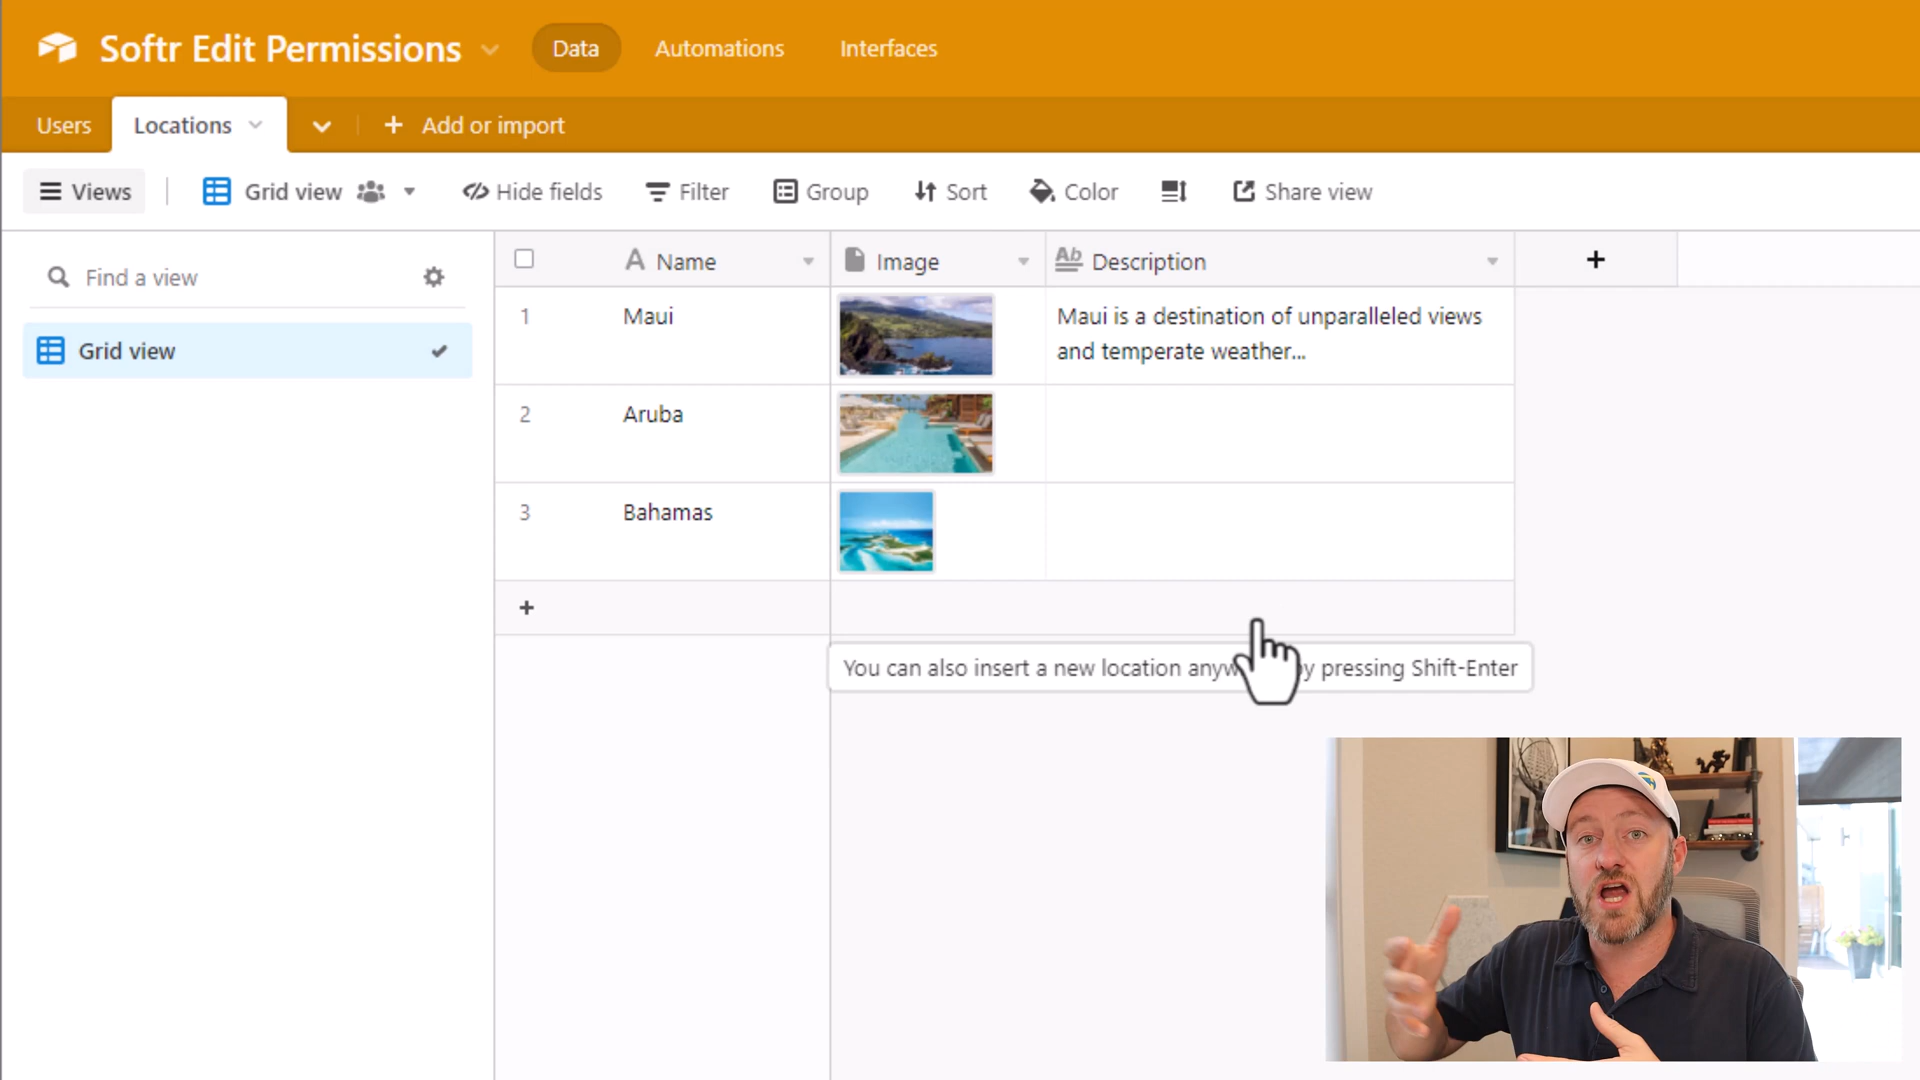 Softr Edit Permissions Data Automations Interfaces
Users Locations + Add or import
Views Grid view Hide fields Filter Group Sort Color Share view
Find a view
Grid view
Name Image Description +
1 Maui Maui is a destination of unparalleled views
and temperate weather...
2 Aruba
3 Bahamas
+
You can also insert a new location by pressing Shift-Enter